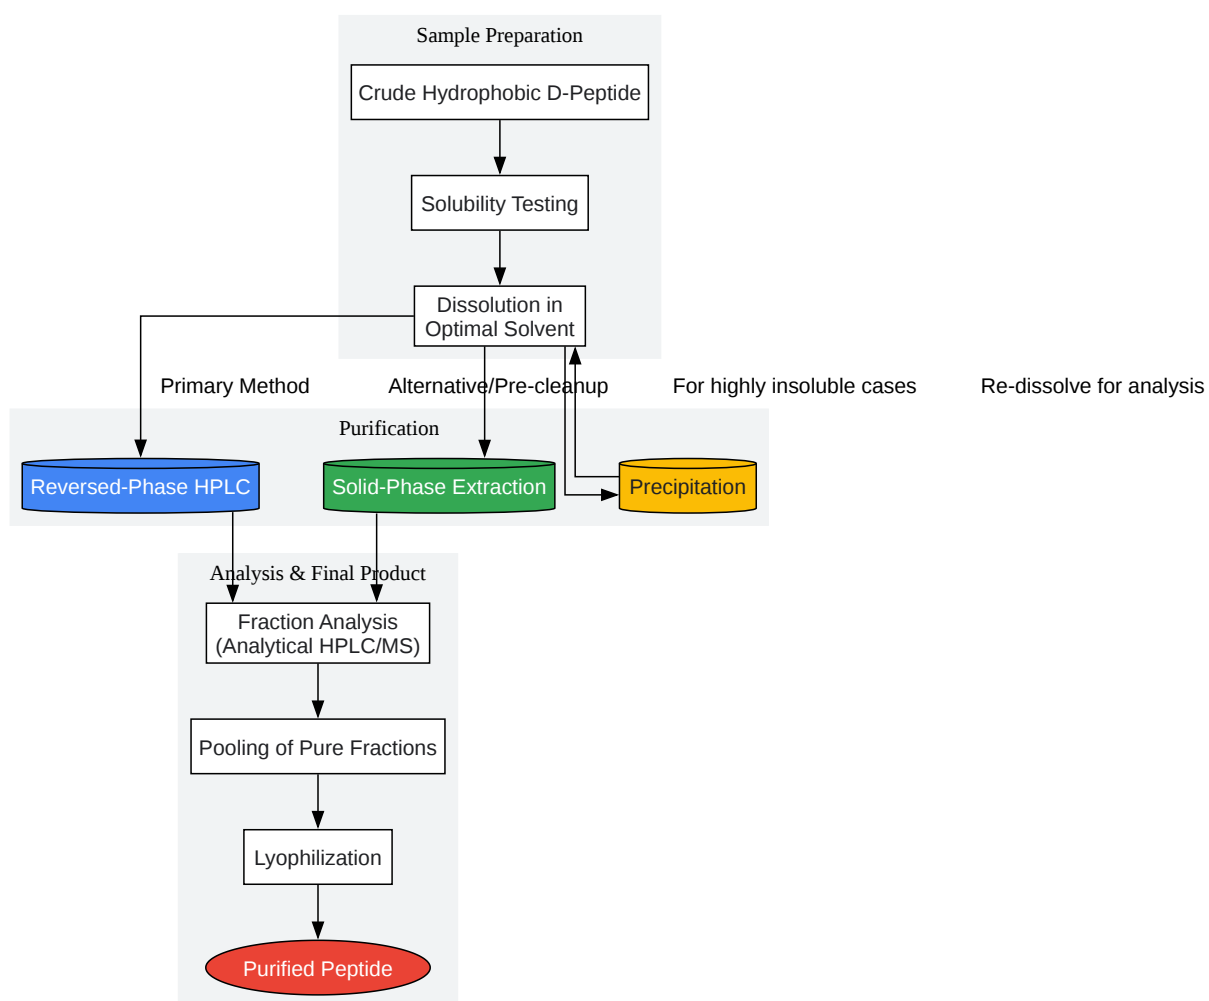 Sample Preparation
Crude Hydrophobic D-Peptide
Solubility Testing
Dissolution in
Optimal Solvent
Primary Method
Alternative/Pre-cleanup
For highly insoluble cases
Re-dissolve for analysis
Purification
Reversed-Phase HPLC
Solid-Phase Extraction
Precipitation
Analysis & Final Product
Fraction Analysis
(Analytical HPLC/MS)
Pooling of Pure Fractions
Lyophilization
Purified Peptide